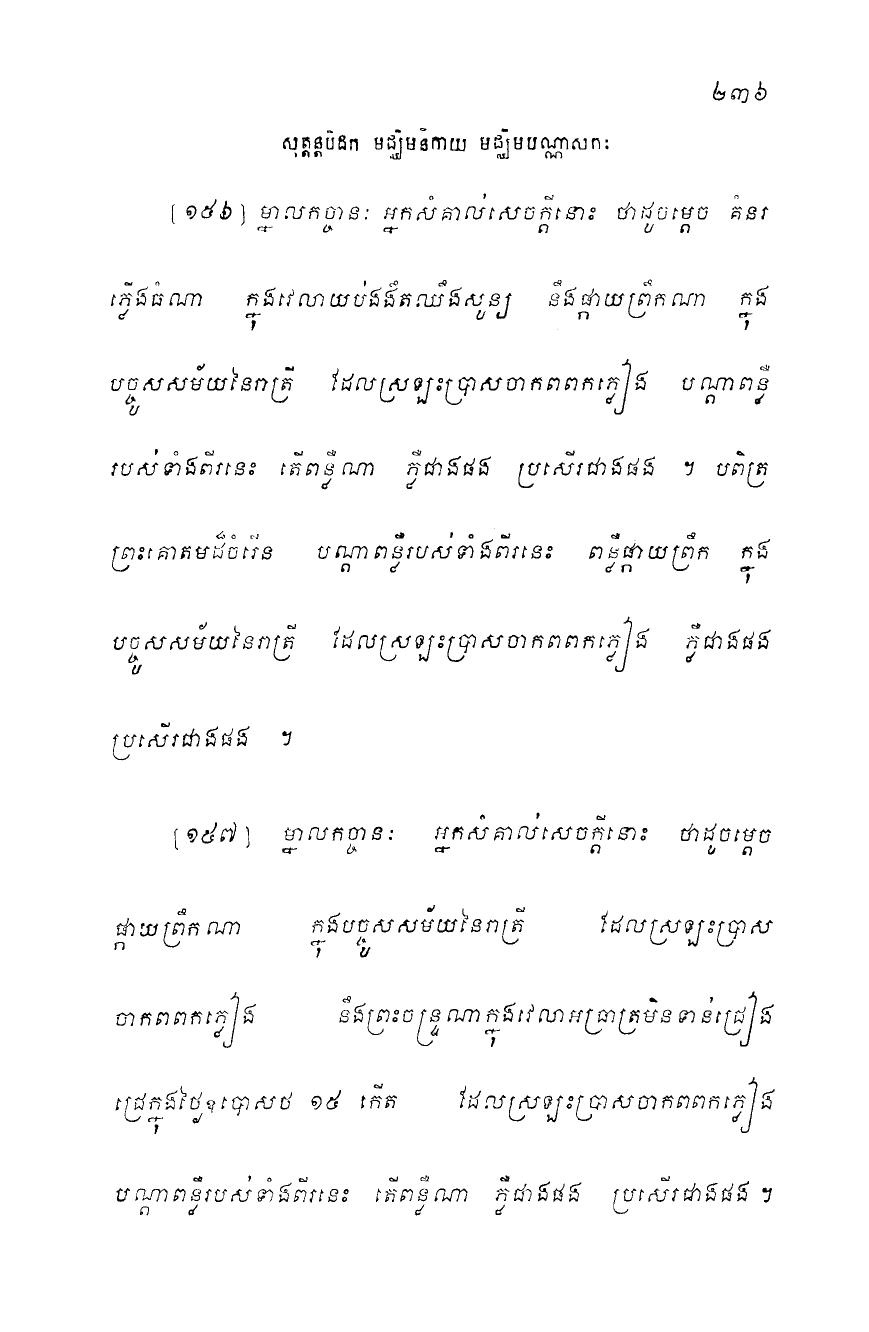 ២៣៦
សុត្តន្តបិដក មជ្ឈិមនិកាយ មជ្ឈិមបណ្ណាសកៈ
[១៥៦] ម្នាលកច្ចានៈ អ្នកសំគាល់សេចក្តីនោះ ថាដូចម្តេច គំនរ
ភ្លើងធំណា ក្នុងវេលាយប់ងងឹតឈឹងសូន្យ នឹងផ្កាយព្រឹកណា ក្នុង
បច្ចូសសម័យនៃរាត្រី ដែលស្រឡះប្រាសចាកពពកភ្លៀង បណ្តាពន្លឺ
របស់ទាំងពីរនេះ តើពន្លឺណា ភ្លឺជាងផង ប្រសើរជាងផង ។ បពិត្រ
ព្រះគោតមដ៏ចំរើន បណ្តាពន្លឺរបស់ទាំងពីរនេះ ពន្លឺផ្កាយព្រឹក ក្នុង
បច្ចូសសម័យនៃរាត្រី ដែលស្រឡះប្រាសចាកពពកភ្លៀង ភ្លឺជាងផង
ប្រសើរជាងផង ។
[១៥៧] ម្នាលកច្ចានៈ អ្នកសំគាល់សេចក្តីនោះ ថាដូចម្តេច
ផ្កាយព្រឹកណា ក្នុងបច្ចូសសម័យនៃរាត្រី ដែលស្រឡះប្រាស
ចាកពពកភ្លៀង នឹងព្រះចន្ទ្រណាក្នុងវេលាអធ្រាត្រមិនទាន់ជ្រៀង
ជ្រេក្នុងថ្ងៃឧបោសថ ១៥ កើត ដែលស្រឡះប្រាសចាកពពកភ្លៀង
បណ្តាពន្លឺរបស់ទាំងពីរនេះ តើពន្លឺណា ភ្លឺជាងផង ប្រសើរជាងផង ។